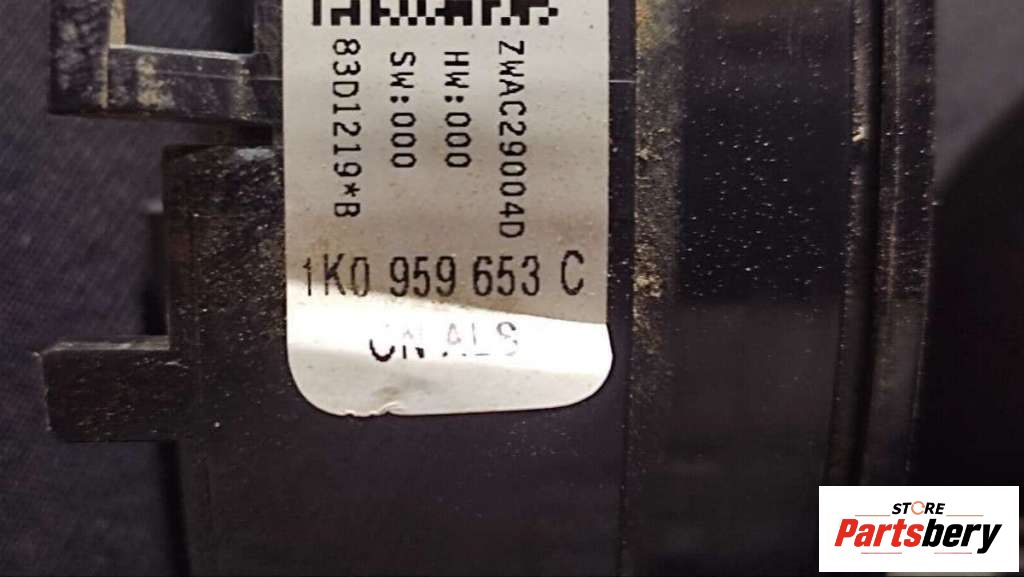 ZWAC29004D
HW:000
SW:000
83D1219*B
1K0 959 653 C
STORE
Partsbery